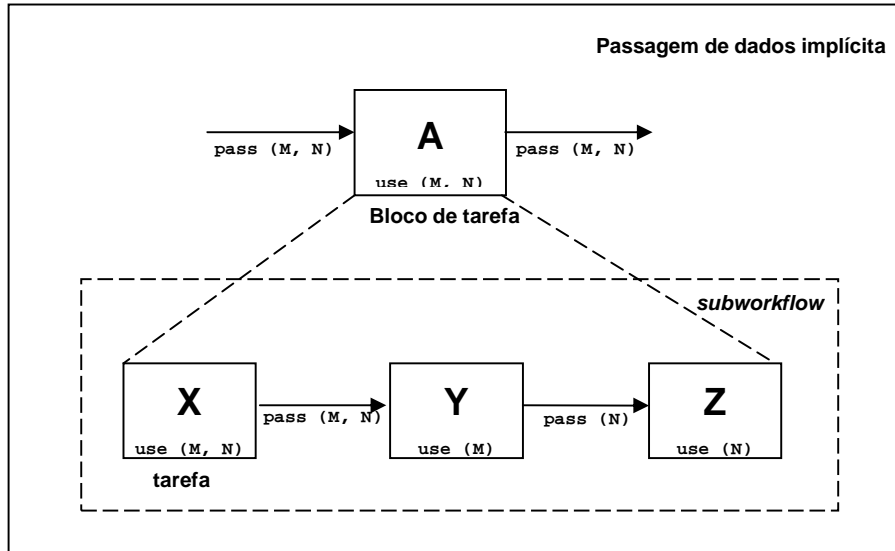 Passagem de dados implícita
A
pass (M, N)
pass (M, N)
use (M, N)
Bloco de tarefa
subworkflow
X
Y
Z
pass (M, N)
pass (N)
use (M, N)
use (M)
use (N)
tarefa